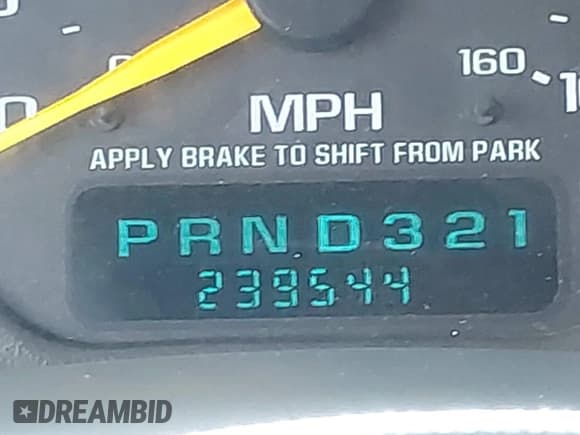 160
MPH
APPLY BRAKE TO SHIFT FROM PARK
PRND321
239544
DREAMBID